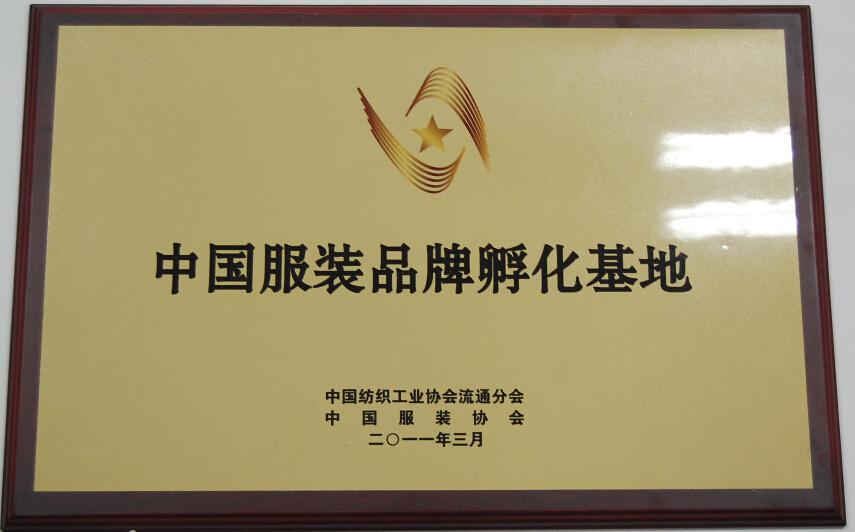 中国服装品牌孵化基地
中国纺织工业协会流通分会
中国服装协会
二〇一一年三月